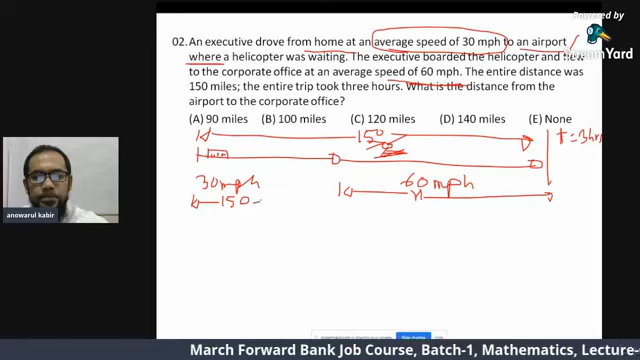 Powered by
StreamYard
02. An executive drove from home at an average speed of 30 mph to an airport
where a helicopter was waiting. The executive boarded the helicopter and flew
to the corporate office at an average speed of 60 mph. The entire distance was
150 miles; the entire trip took three hours. What is the distance from the
airport to the corporate office?
(A) 90 miles (B) 100 miles (C) 120 miles (D) 140 miles (E) None
150
t=3hrs
30mph
60 mph
150-
x
anowarul kabir
March Forward Bank Job Course, Batch-1, Mathematics, Lecture-